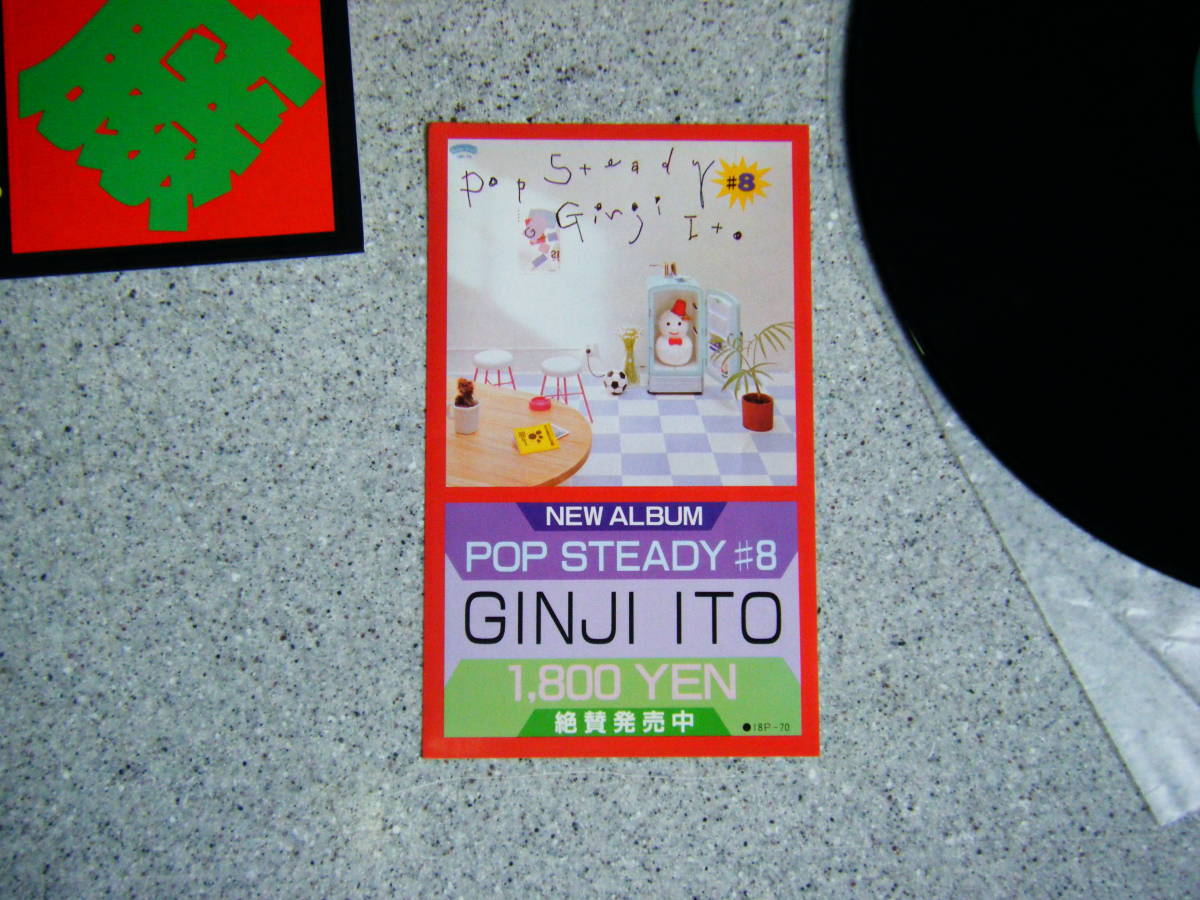 Pop Steady #8
Ginji Ito
NEW ALBUM
POP STEADY #8
GINJI ITO
1,800 YEN
絶賛発売中
●18P-70